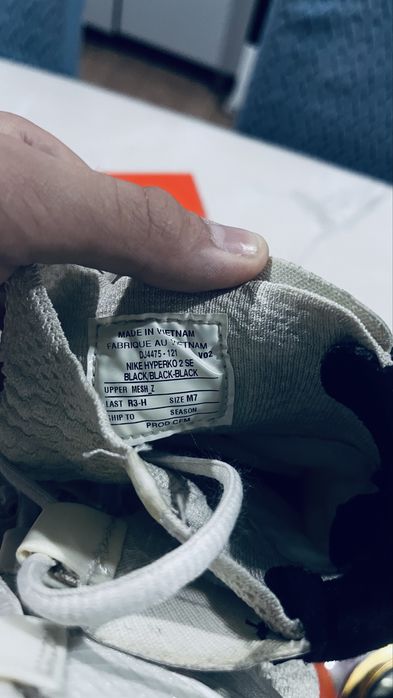 MADE IN VIETNAM
FABRIQUE AU VIETNAM
DJ4475-121 V02
NIKE HYPERKO 2 SE
BLACK/BLACK-BLACK
UPPER MESH_Z
LAST R3-H SIZE M7
SHIP TO SEASON
PROD CFM